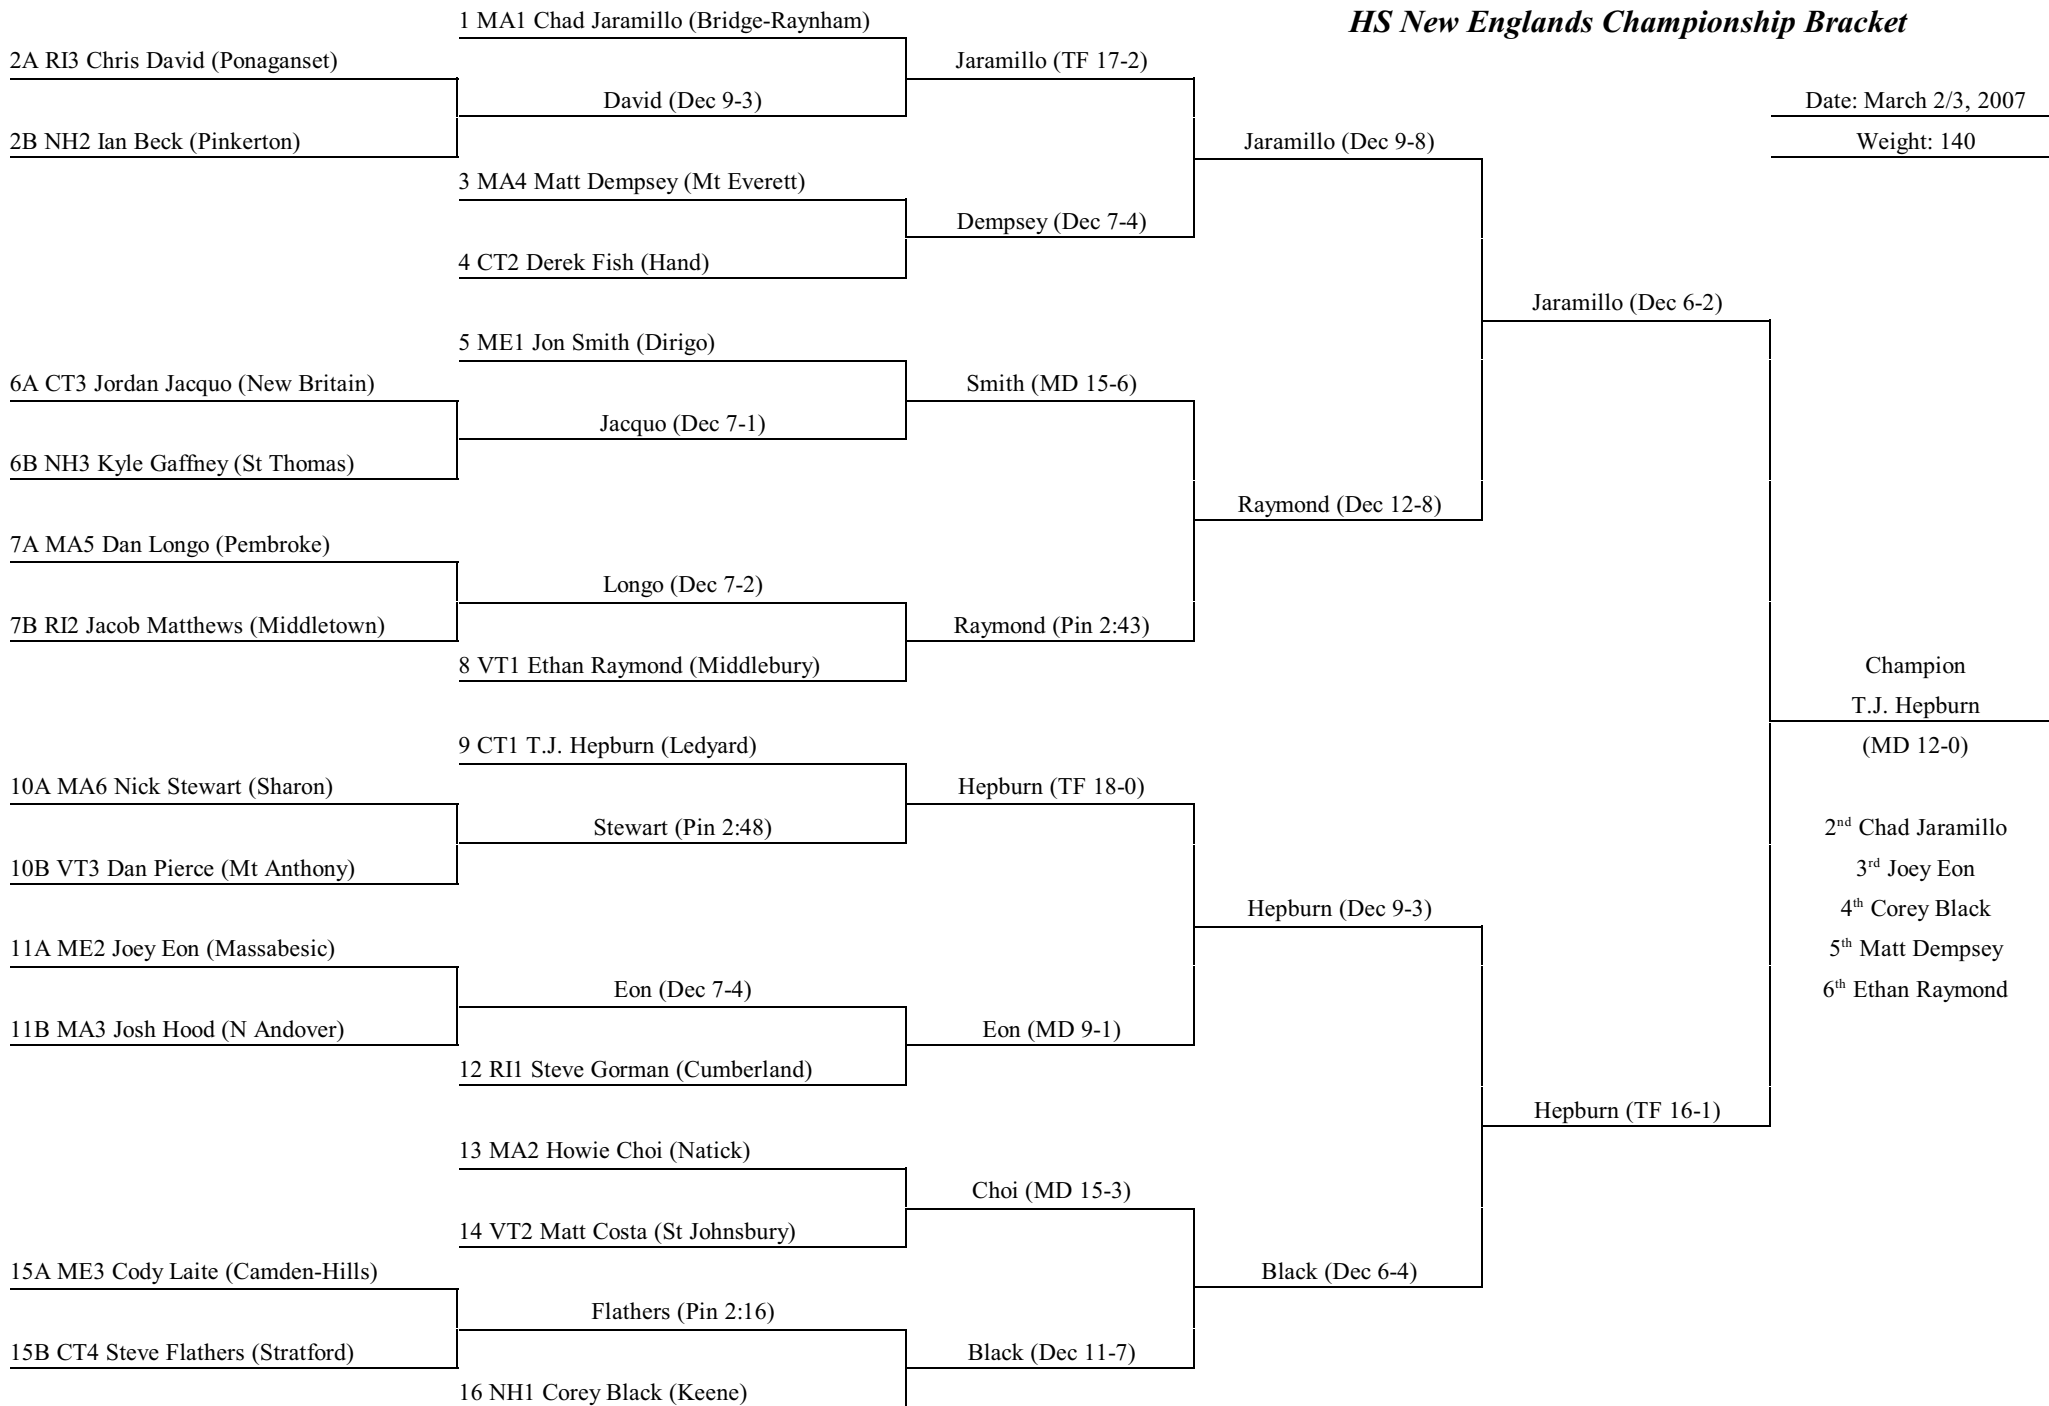 1 MA1 Chad Jaramillo (Bridge-Raynham)
HS New Englands Championship Bracket
2A RI3 Chris David (Ponaganset)
Jaramillo (TF 17-2)
David (Dec 9-3)
Date: March 2/3, 2007
2B NH2 Ian Beck (Pinkerton)
Jaramillo (Dec 9-8)
Weight: 140
3 MA4 Matt Dempsey (Mt Everett)
Dempsey (Dec 7-4)
4 CT2 Derek Fish (Hand)
Jaramillo (Dec 6-2)
5 ME1 Jon Smith (Dirigo)
6A CT3 Jordan Jacquo (New Britain)
Smith (MD 15-6)
Jacquo (Dec 7-1)
6B NH3 Kyle Gaffney (St Thomas)
Raymond (Dec 12-8)
7A MA5 Dan Longo (Pembroke)
Longo (Dec 7-2)
7B RI2 Jacob Matthews (Middletown)
Raymond (Pin 2:43)
8 VT1 Ethan Raymond (Middlebury)
Champion
T.J. Hepburn
9 CT1 T.J. Hepburn (Ledyard)
(MD 12-0)
10A MA6 Nick Stewart (Sharon)
Hepburn (TF 18-0)
Stewart (Pin 2:48)
2nd Chad Jaramillo
10B VT3 Dan Pierce (Mt Anthony)
3rd Joey Eon
Hepburn (Dec 9-3)
4th Corey Black
11A ME2 Joey Eon (Massabesic)
5th Matt Dempsey
Eon (Dec 7-4)
6th Ethan Raymond
11B MA3 Josh Hood (N Andover)
Eon (MD 9-1)
12 RI1 Steve Gorman (Cumberland)
Hepburn (TF 16-1)
13 MA2 Howie Choi (Natick)
Choi (MD 15-3)
14 VT2 Matt Costa (St Johnsbury)
15A ME3 Cody Laite (Camden-Hills)
Black (Dec 6-4)
Flathers (Pin 2:16)
15B CT4 Steve Flathers (Stratford)
Black (Dec 11-7)
16 NH1 Corey Black (Keene)